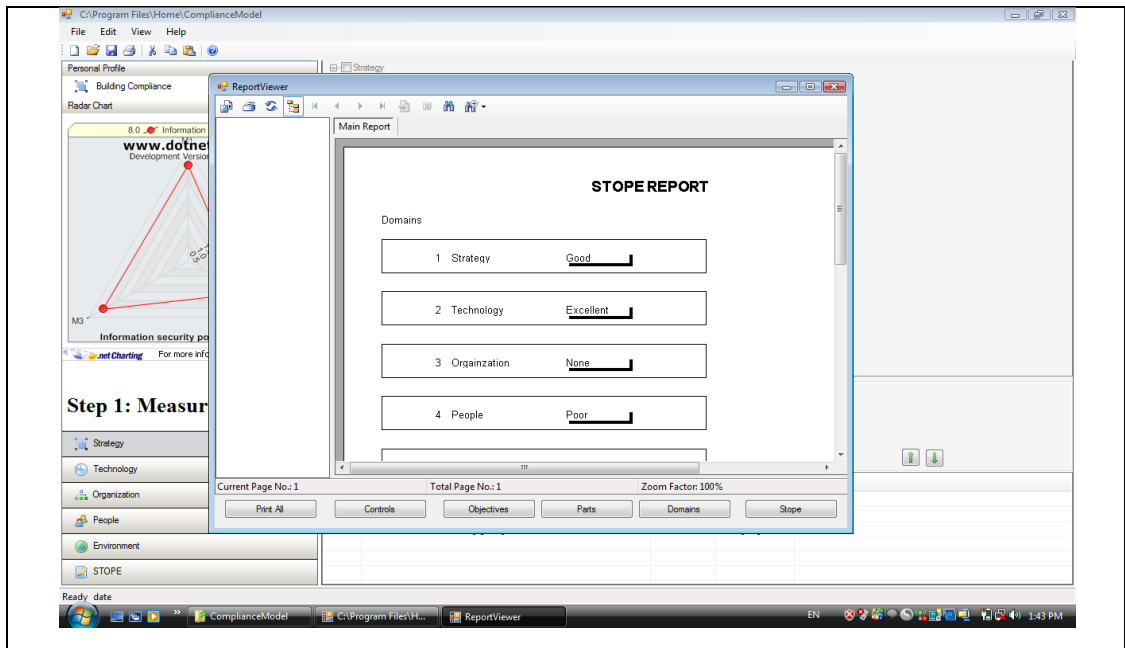 C:\Program Files\Home\ComplianceModel
File Edit View Help
Personal Profile
Building Compliance
Radar Chart
8.0 Information
www.dotnet
Development Version
M3
Information security po
.net Charting For more info
Step 1: Measur
Strategy
Technology
Organization
People
Environment
STOPE
Strategy
ReportViewer
Main Report
STOPE REPORT
Domains
1 Strategy Good
2 Technology Excellent
3 Orgainzation None
4 People Poor
Current Page No.: 1 Total Page No.: 1 Zoom Factor: 100%
Print All Controls Objectives Parts Domains Stope
Ready date
ComplianceModel C:\Program Files\H... ReportViewer EN 1:43 PM